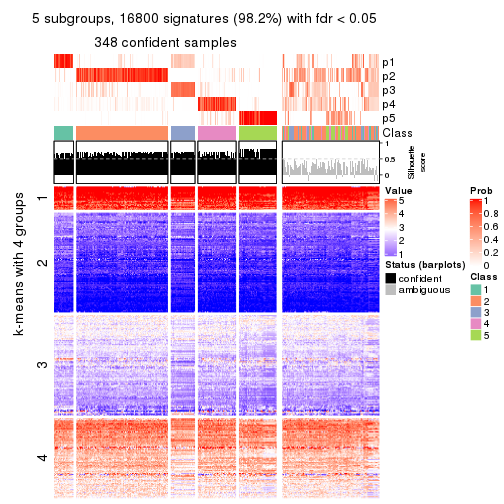 5 subgroups, 16800 signatures (98.2%) with fdr < 0.05
348 confident samples
p1
p2
p3
p4
p5
Class
1
0.5
0
Silhouette
score
k-means with 4 groups
1
2
3
4
Value
5
4
3
2
1
Status (barplots)
confident
ambiguous
Prob
1
0.8
0.6
0.4
0.2
0
Class
1
2
3
4
5